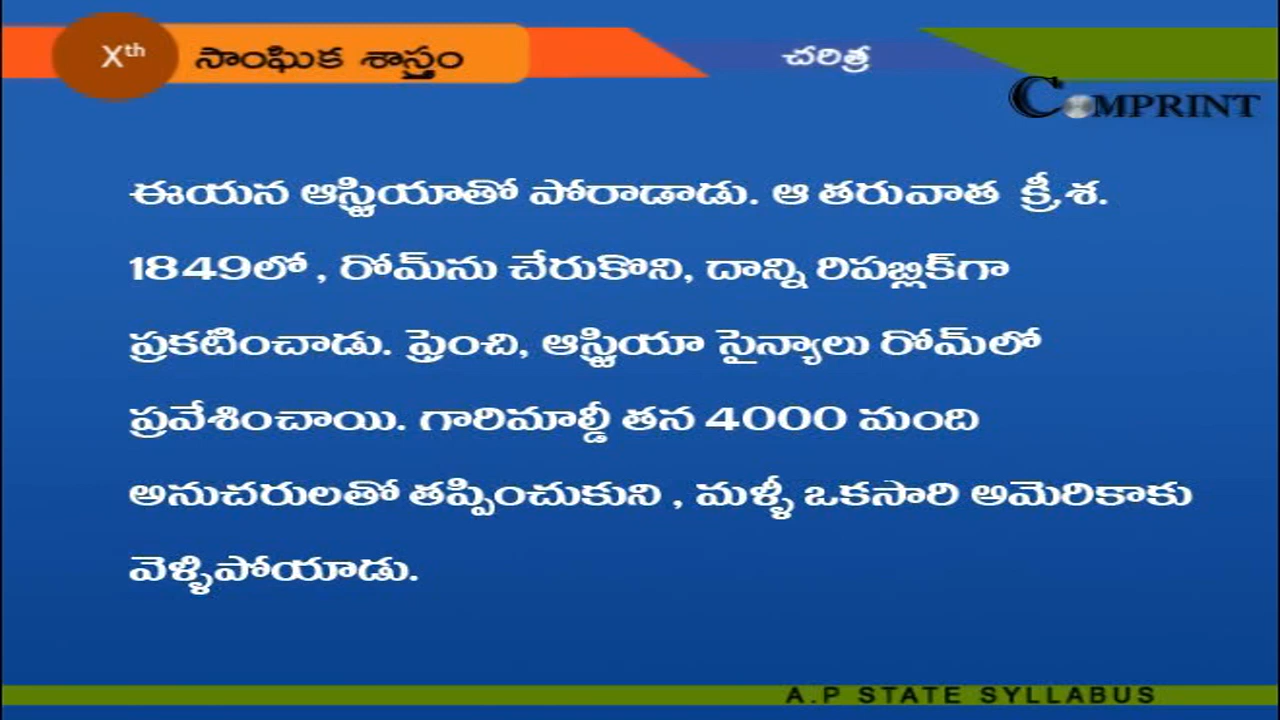 Xth సాంఘిక శాస్త్రం
చరిత్ర
COMPRINT
ఈయన ఆస్ట్రియాతో పోరాడాడు. ఆ తరువాత క్రీ.శ.
1849లో , రోమ్‌ను చేరుకొని, దాన్ని రిపబ్లిక్‌గా
ప్రకటించాడు. ఫ్రెంచి, ఆస్ట్రియా సైన్యాలు రోమ్‌లో
ప్రవేశించాయి. గారిమాల్డీ తన 4000 మంది
అనుచరులతో తప్పించుకుని , మళ్ళీ ఒకసారి అమెరికాకు
వెళ్ళిపోయాడు.
A.P STATE SYLLABUS